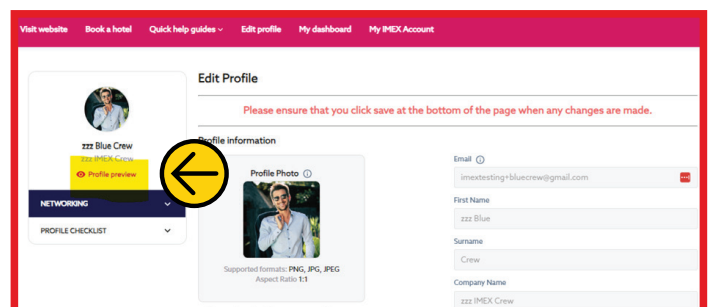 Visit website Book a hotel Quick help guides Edit profile My dashboard My IMEX Account
Edit Profile
Please ensure that you click save at the bottom of the page when any changes are made.
zzz Blue Crew
zzz IMEX Crew
Profile preview
NETWORKING
PROFILE CHECKLIST
Profile information
Profile Photo
Supported formats: PNG, JPG, JPEG
Aspect Ratio 1:1
Email
imextesting+bluecrew@gmail.com
First Name
zzz Blue
Surname
Crew
Company Name
zzz IMEX Crew